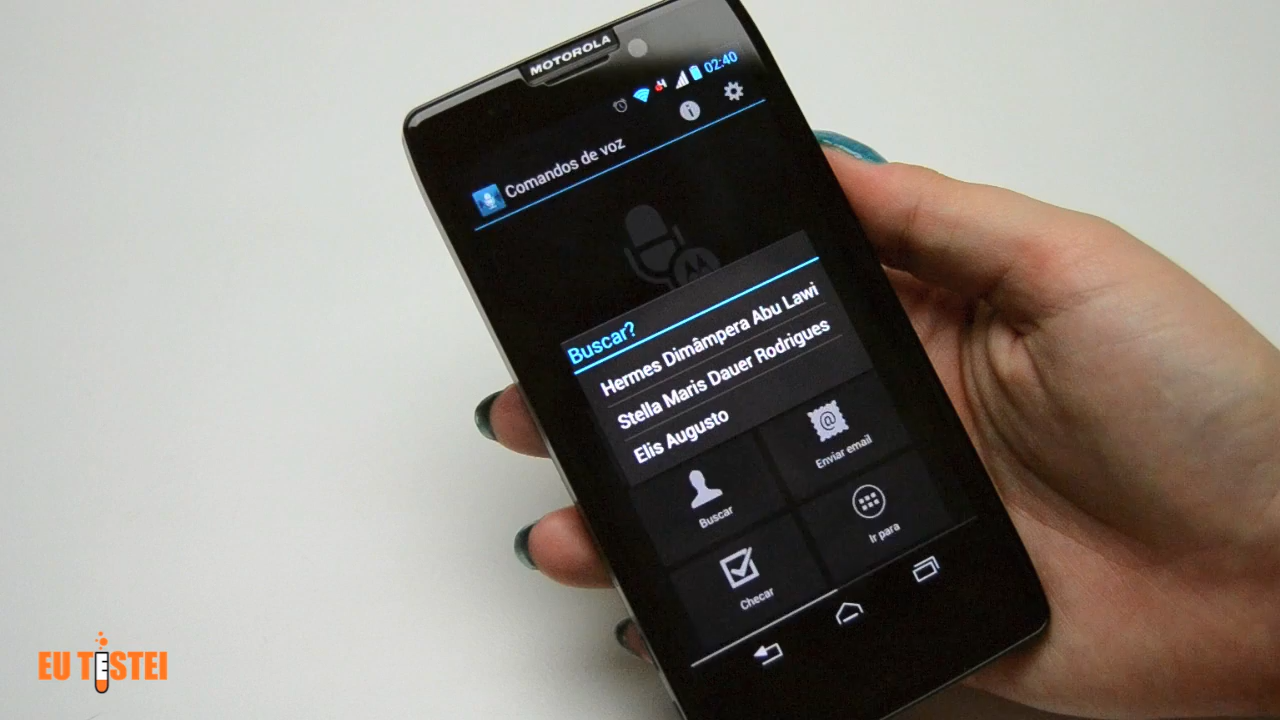 MOTOROLA
02:40
Comandos de voz
Buscar?
Hermes Dimâmpera Abu Lawi
Stella Maris Dauer Rodrigues
Elis Augusto
Enviar email
Buscar
Ir para
Checar
EU TESTEI